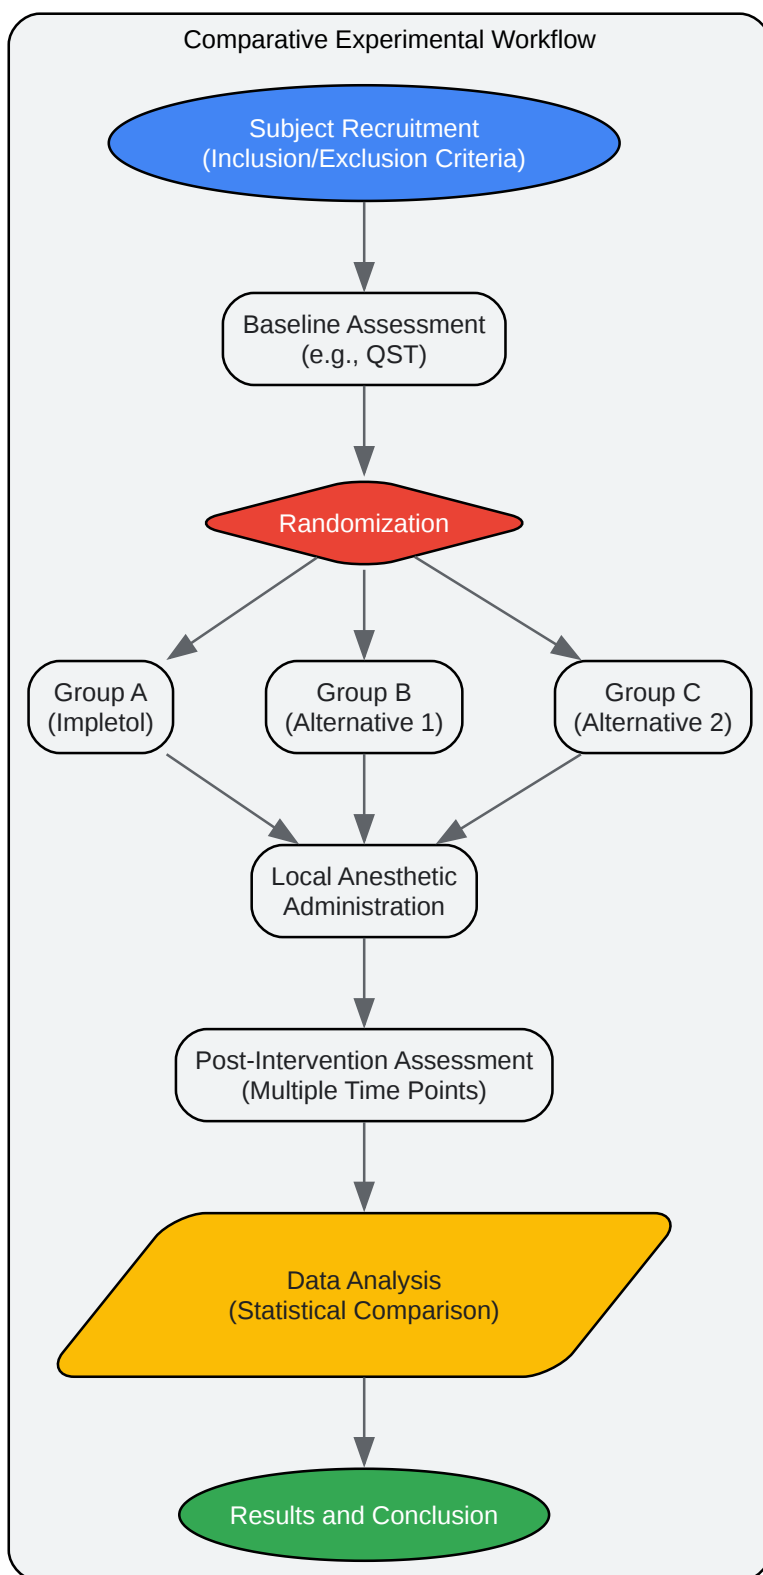 Comparative Experimental Workflow
Subject Recruitment
(Inclusion/Exclusion Criteria)
Baseline Assessment
(e.g., QST)
Randomization
Group A
(Impletol)
Group B
(Alternative 1)
Group C
(Alternative 2)
Local Anesthetic
Administration
Post-Intervention Assessment
(Multiple Time Points)
Data Analysis
(Statistical Comparison)
Results and Conclusion